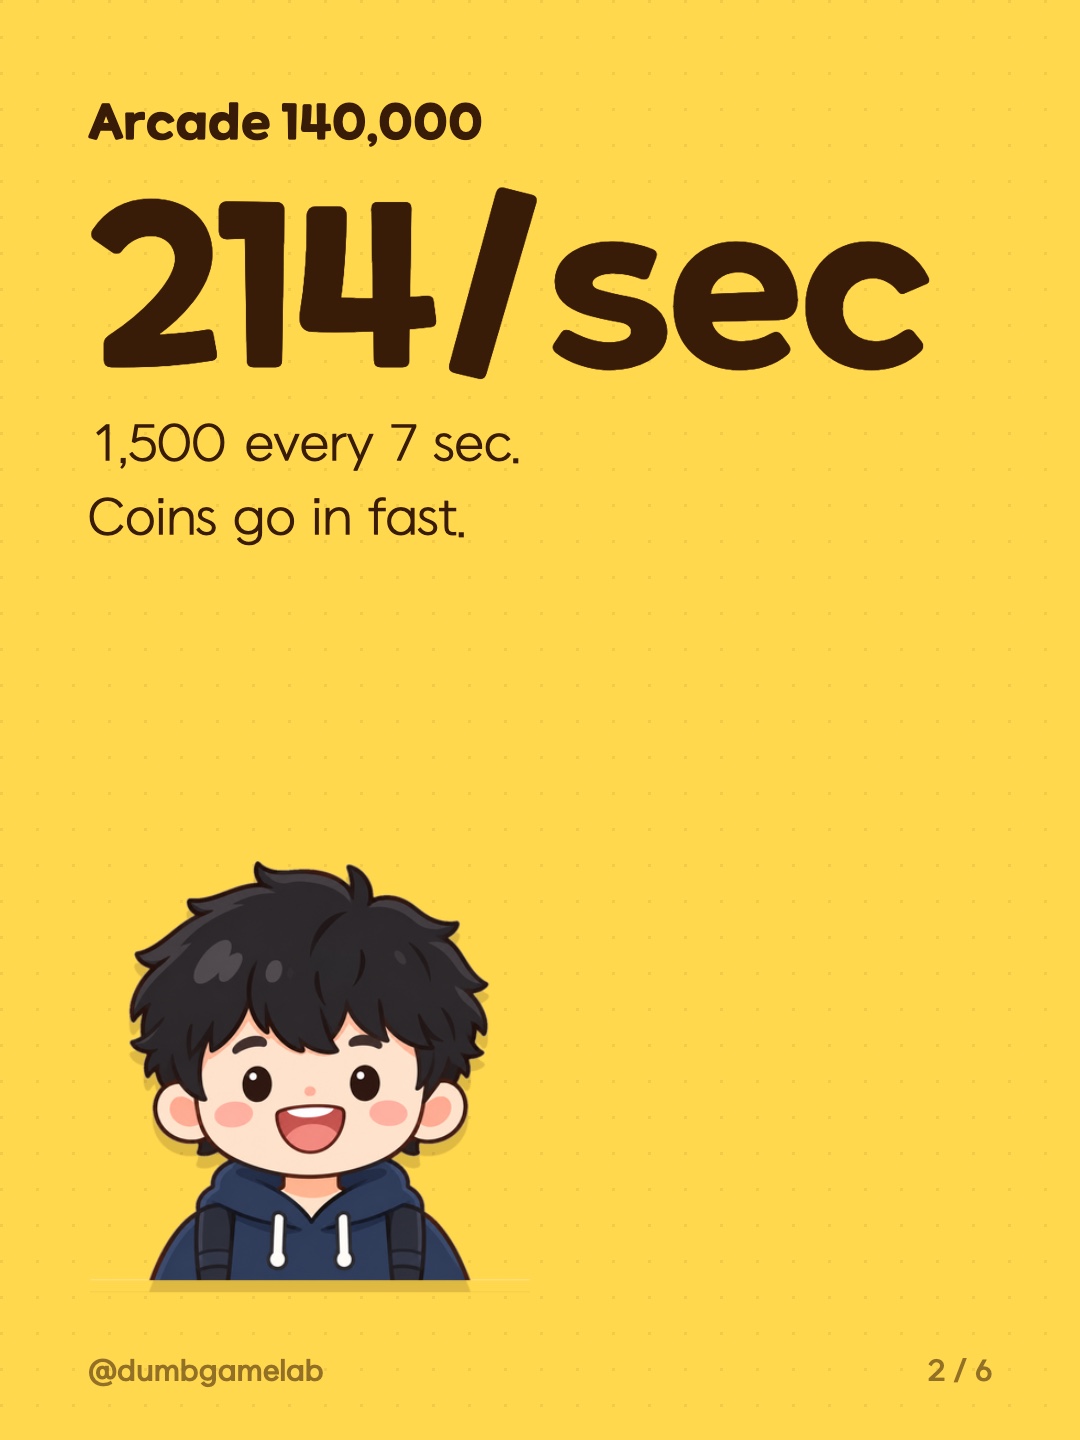 Arcade 140,000
214/sec
1,500 every 7 sec.
Coins go in fast.
@dumbgamelab
2 / 6